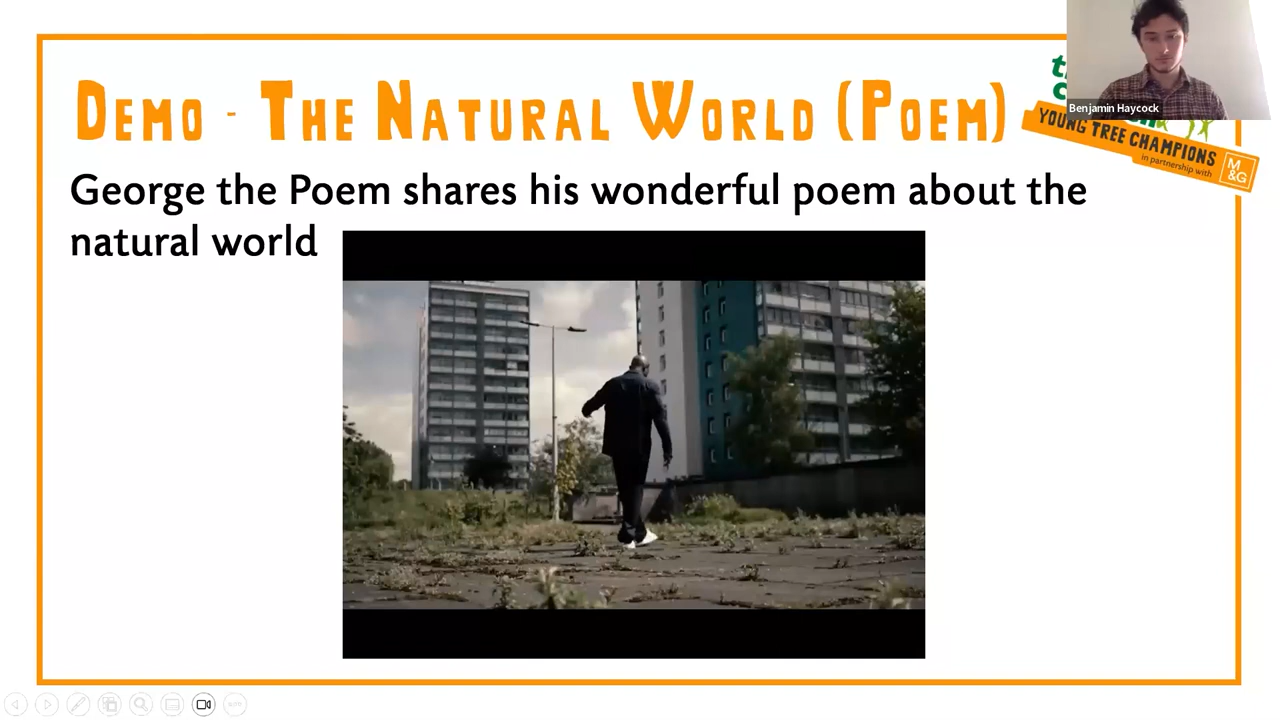 DEMO - THE NATURAL WORLD (POEM)
George the Poem shares his wonderful poem about the
natural world
Benjamin Haycock
YOUNG TREE CHAMPIONS
in partnership with
M
&G